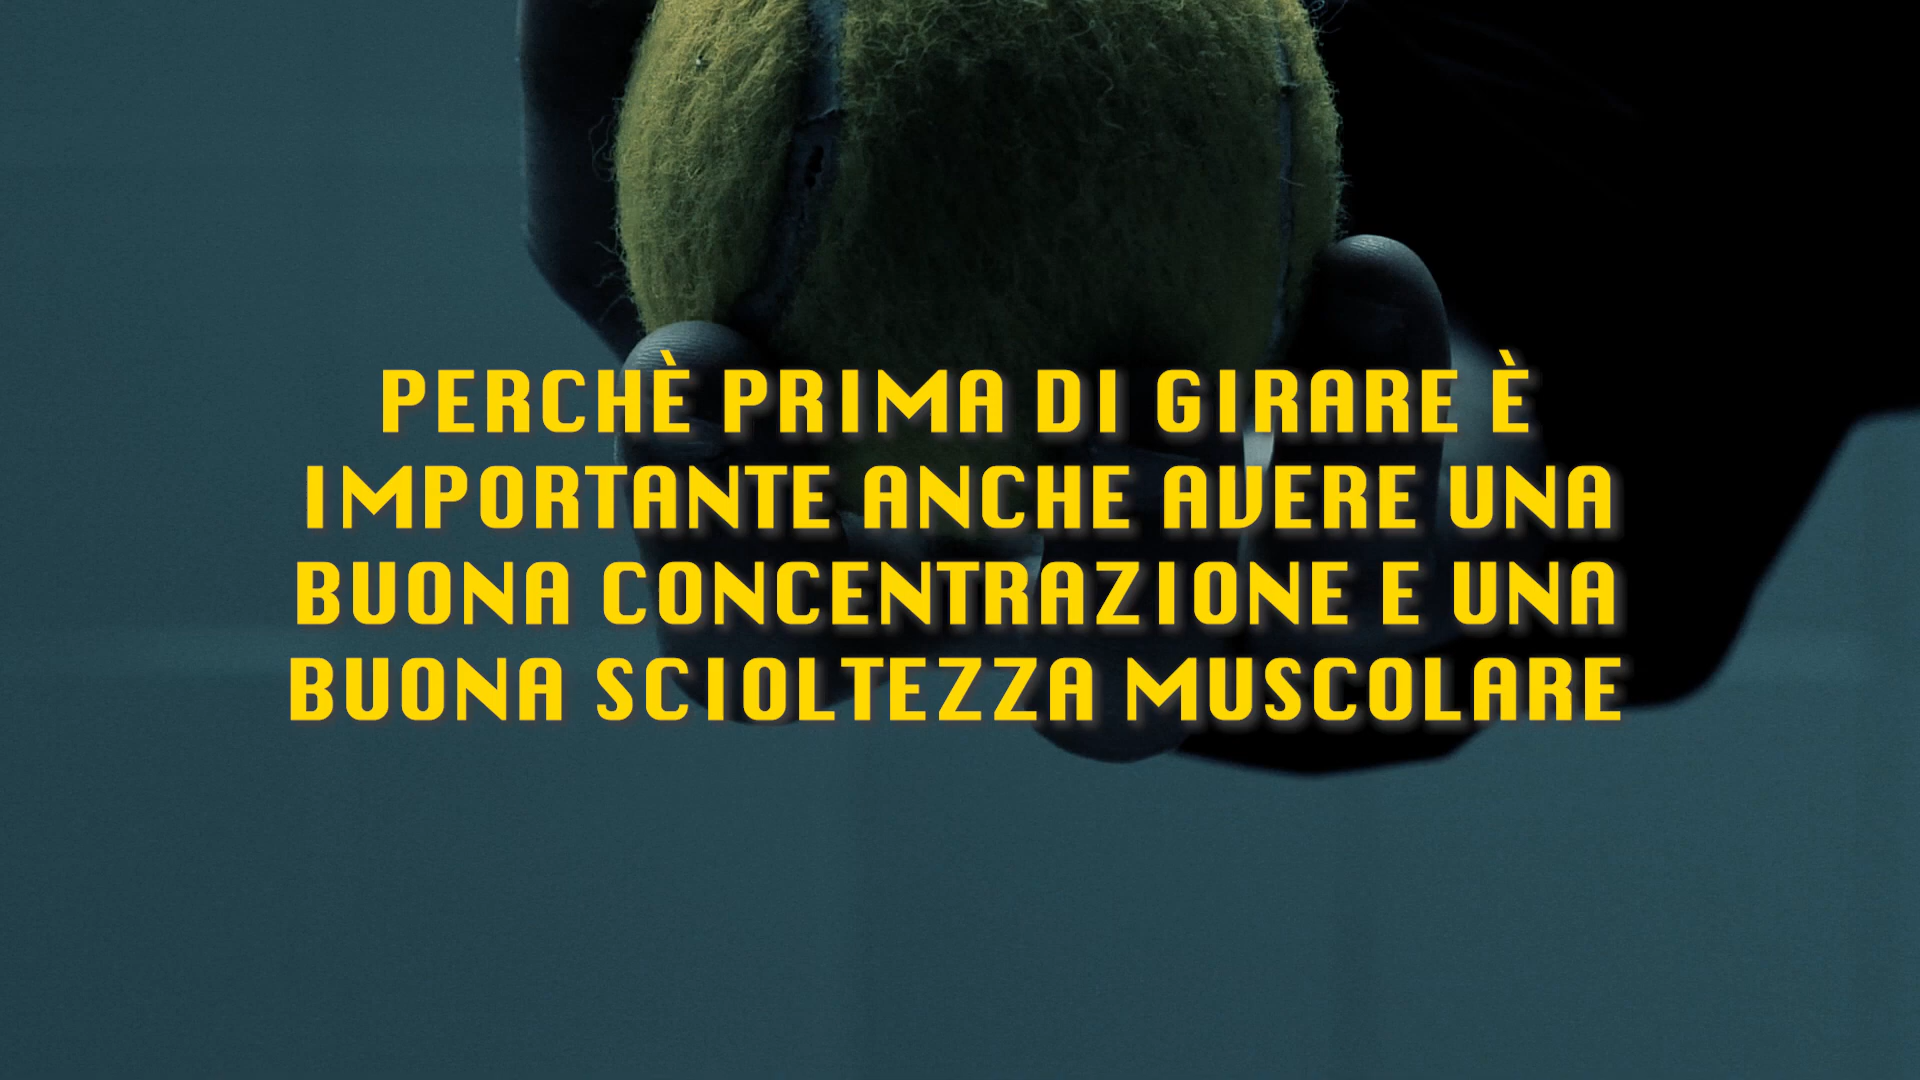 PERCHÈ PRIMA DI GIRARE È
IMPORTANTE ANCHE AVERE UNA
BUONA CONCENTRAZIONE E UNA
BUONA SCIOLTEZZA MUSCOLARE